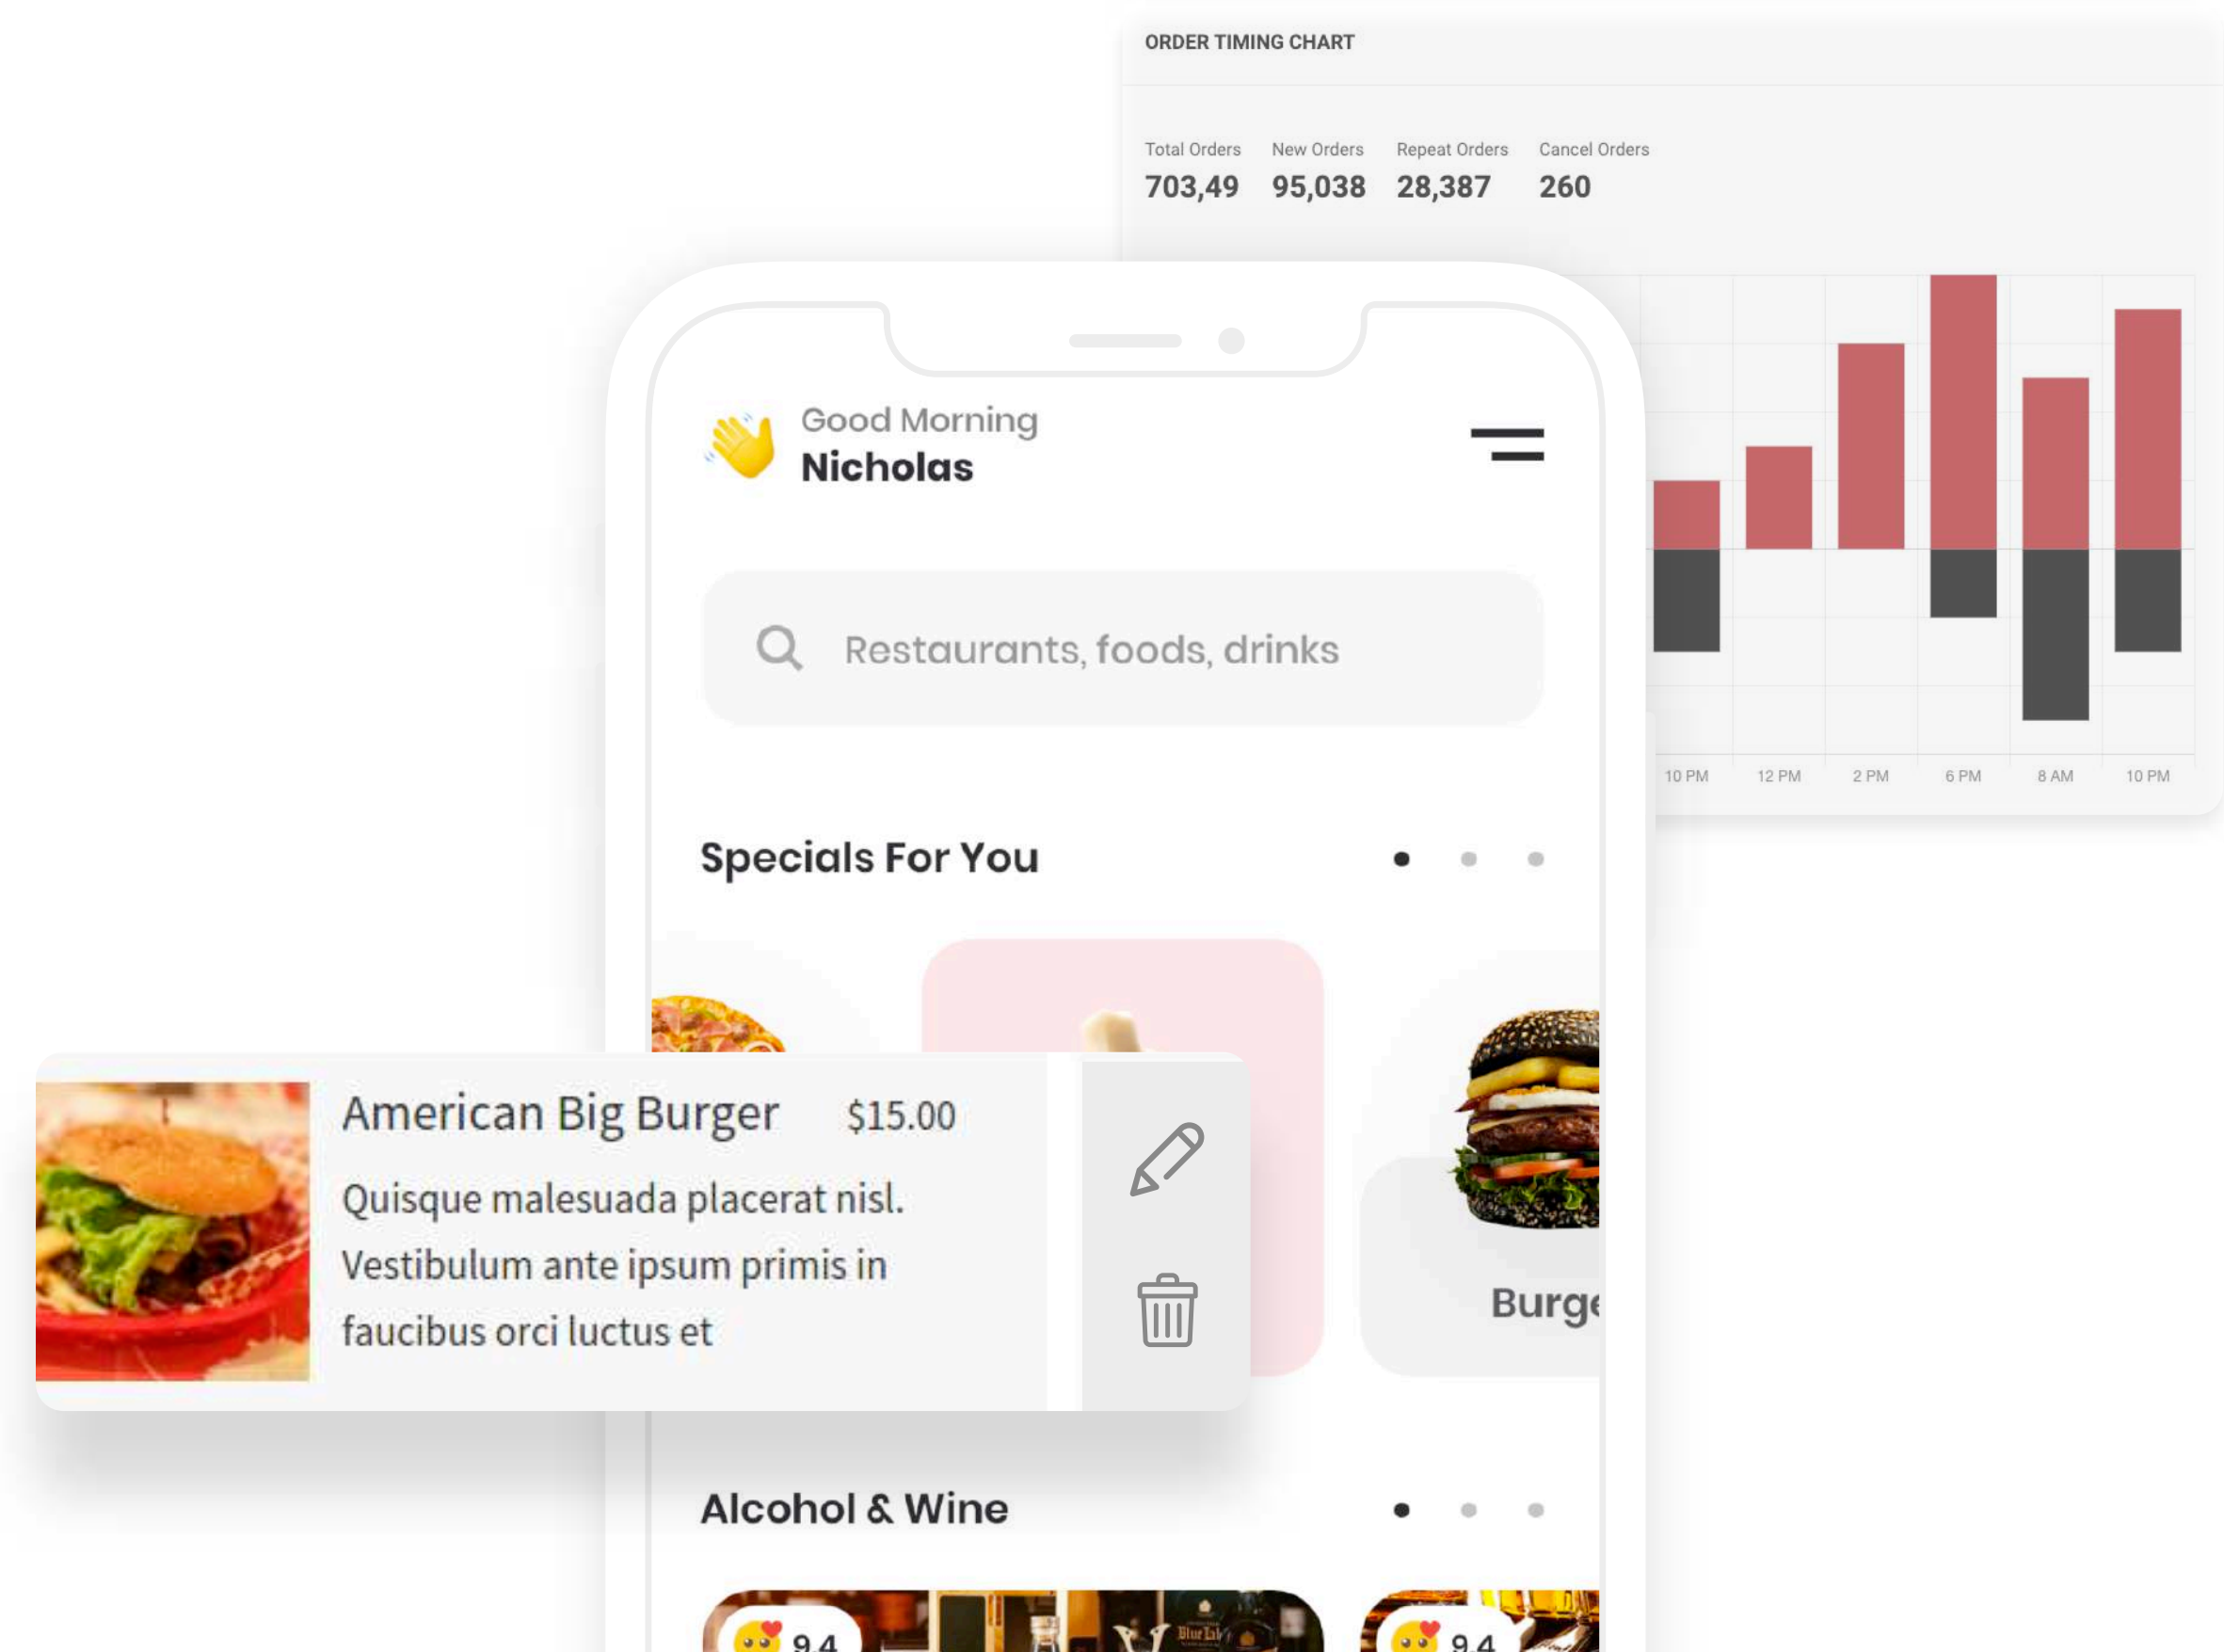 ORDER TIMING CHART
Total Orders New Orders Repeat Orders Cancel Orders
703,49 95,038 28,387 260
10 PM 12 PM 2 PM 6 PM 8 AM 10 PM
Good Morning
Nicholas
Restaurants, foods, drinks
Specials For You
American Big Burger $15.00
Quisque malesuada placerat nisl.
Vestibulum ante ipsum primis in
faucibus orci luctus et
Burge
Alcohol & Wine
9.4
9.4